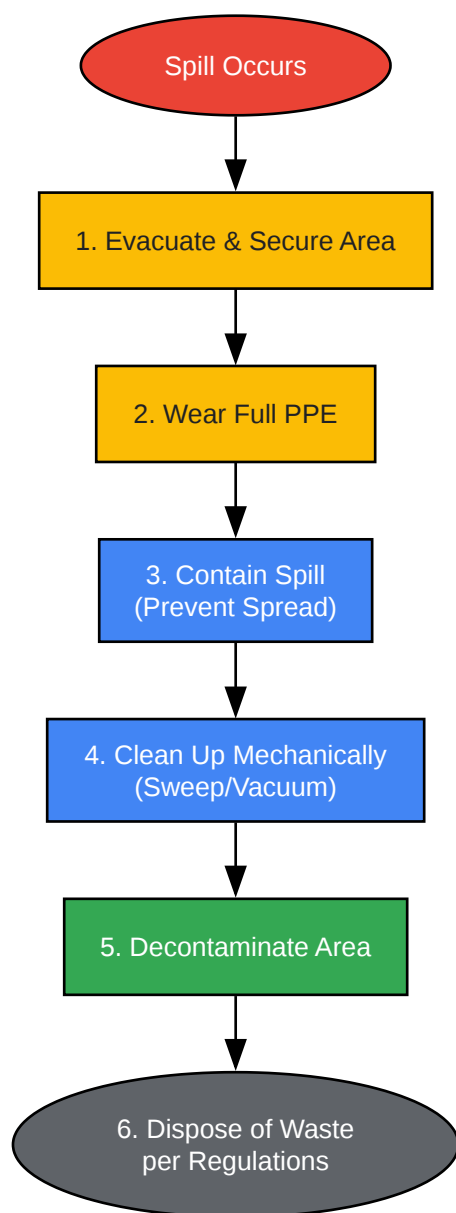 Spill Occurs
1. Evacuate & Secure Area
2. Wear Full PPE
3. Contain Spill
(Prevent Spread)
4. Clean Up Mechanically
(Sweep/Vacuum)
5. Decontaminate Area
6. Dispose of Waste
per Regulations